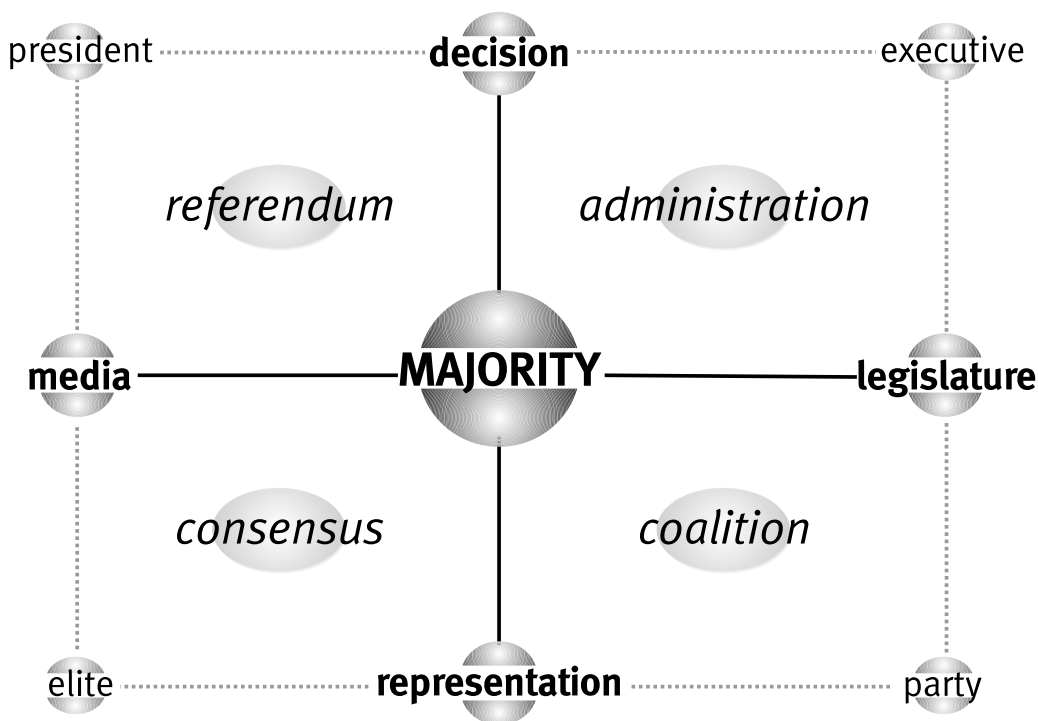 president
decision
executive
referendum
administration
media
MAJORITY
legislature
consensus
coalition
elite
representation
party